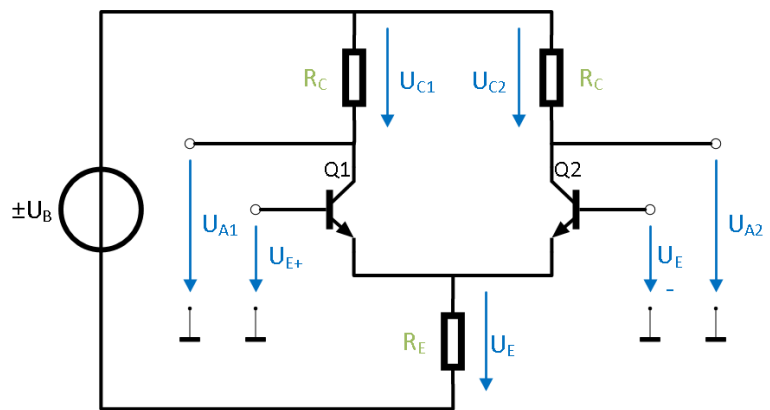 R_C
U_C1
U_C2
R_C
Q1
Q2
±U_B
U_A1
U_E+
U_E
-
U_A2
R_E
U_E